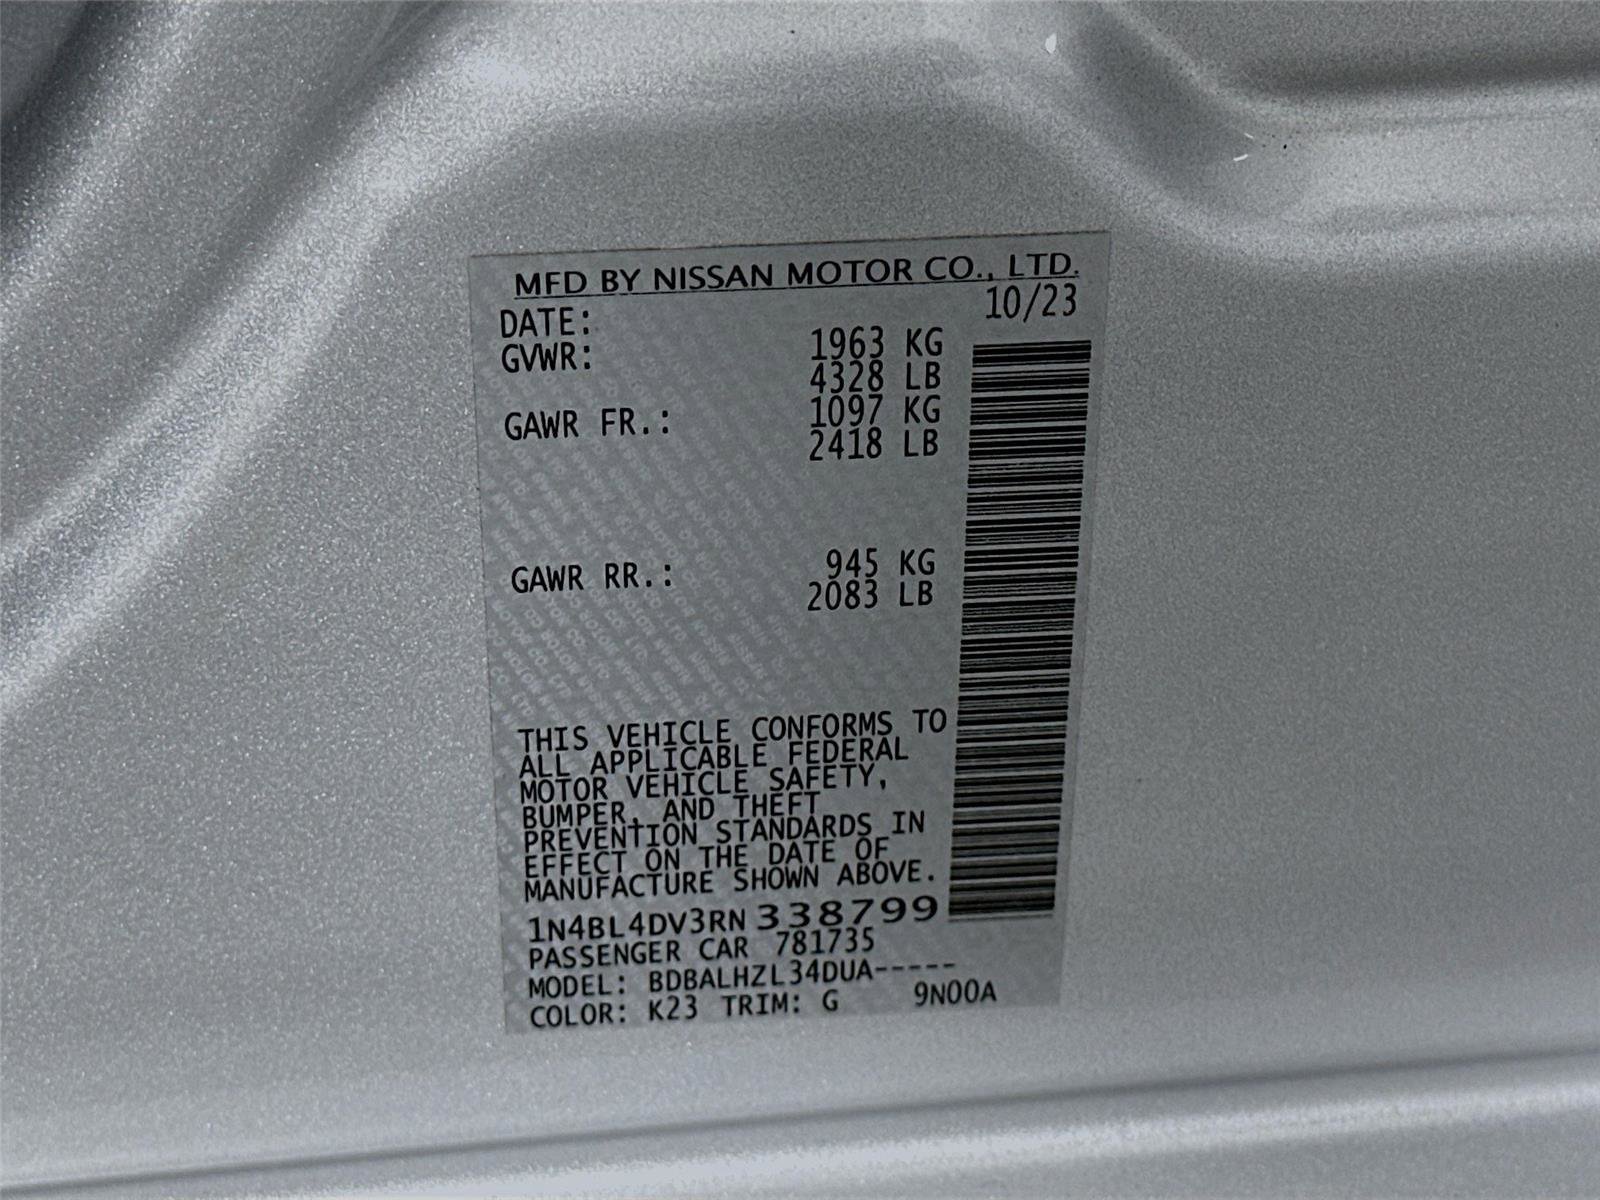 MFD BY NISSAN MOTOR CO., LTD.
DATE: 10/23
GVWR: 1963 KG
4328 LB
GAWR FR.: 1097 KG
2418 LB
GAWR RR.: 945 KG
2083 LB
THIS VEHICLE CONFORMS TO
ALL APPLICABLE FEDERAL
MOTOR VEHICLE SAFETY,
BUMPER, AND THEFT
PREVENTION STANDARDS IN
EFFECT ON THE DATE OF
MANUFACTURE SHOWN ABOVE.
1N4BL4DV3RN 338799
PASSENGER CAR 781735
MODEL: BDBALHZL34DUA-----
COLOR: K23 TRIM: G 9N00A